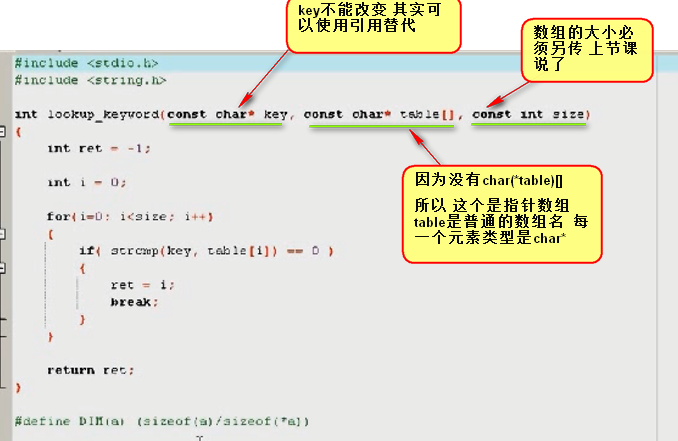 key不能改变 其实可
以使用引用替代
数组的大小必
须另传 上节课
说了
#include <stdio.h>
#include <string.h>
int lookup_keyword(const char* key, const char* table[], const int size)
{
int ret = -1;
因为没有char(*table)[]
所以 这个是指针数组
table是普通的数组名 每
一个元素类型是char*
int i = 0;
for(i=0; i<size; i++)
{
if( strcmp(key, table[i]) == 0 )
{
ret = i;
break;
}
}
return ret;
}
#define DIM(a) (sizeof(a)/sizeof(*a))